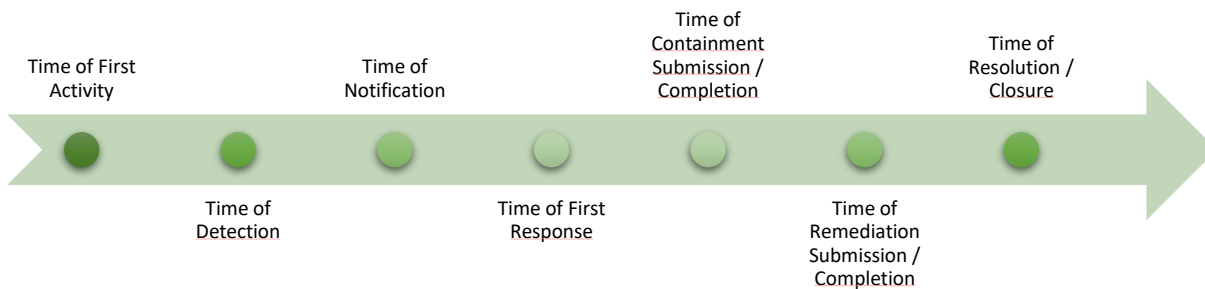 Time of First
Activity
Time of
Detection
Time of
Notification
Time of First
Response
Time of
Containment
Submission /
Completion
Time of
Remediation
Submission /
Completion
Time of
Resolution /
Closure